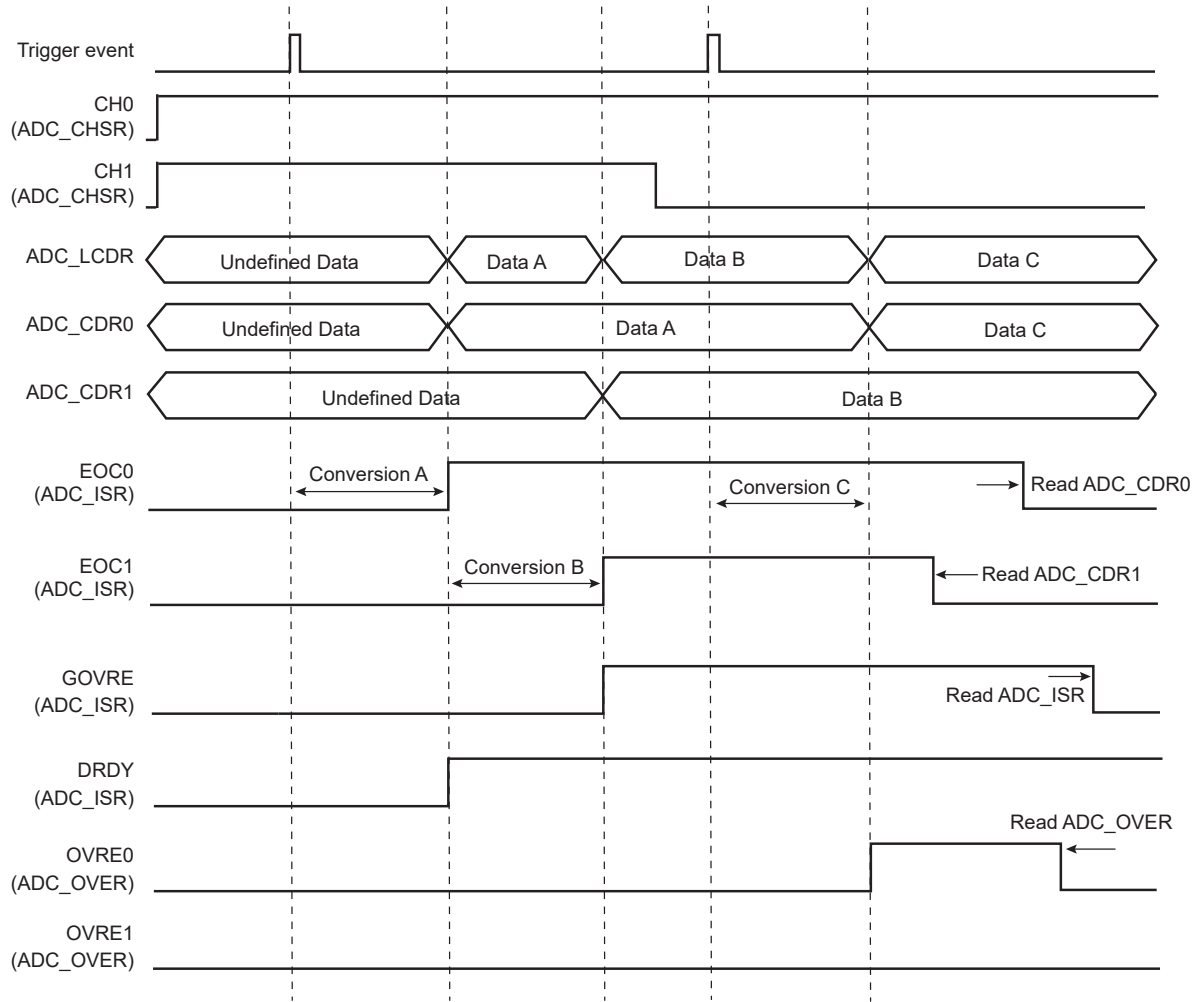 Trigger event
CH0
(ADC_CHSR)
CH1
(ADC_CHSR)
ADC_LCDR
Undefined Data
Data A
Data B
Data C
ADC_CDR0
Undefined Data
Data A
Data C
ADC_CDR1
Undefined Data
Data B
EOC0
(ADC_ISR)
Conversion A
Conversion C
Read ADC_CDR0
EOC1
(ADC_ISR)
Conversion B
Read ADC_CDR1
GOVRE
(ADC_ISR)
Read ADC_ISR
DRDY
(ADC_ISR)
Read ADC_OVER
OVRE0
(ADC_OVER)
OVRE1
(ADC_OVER)